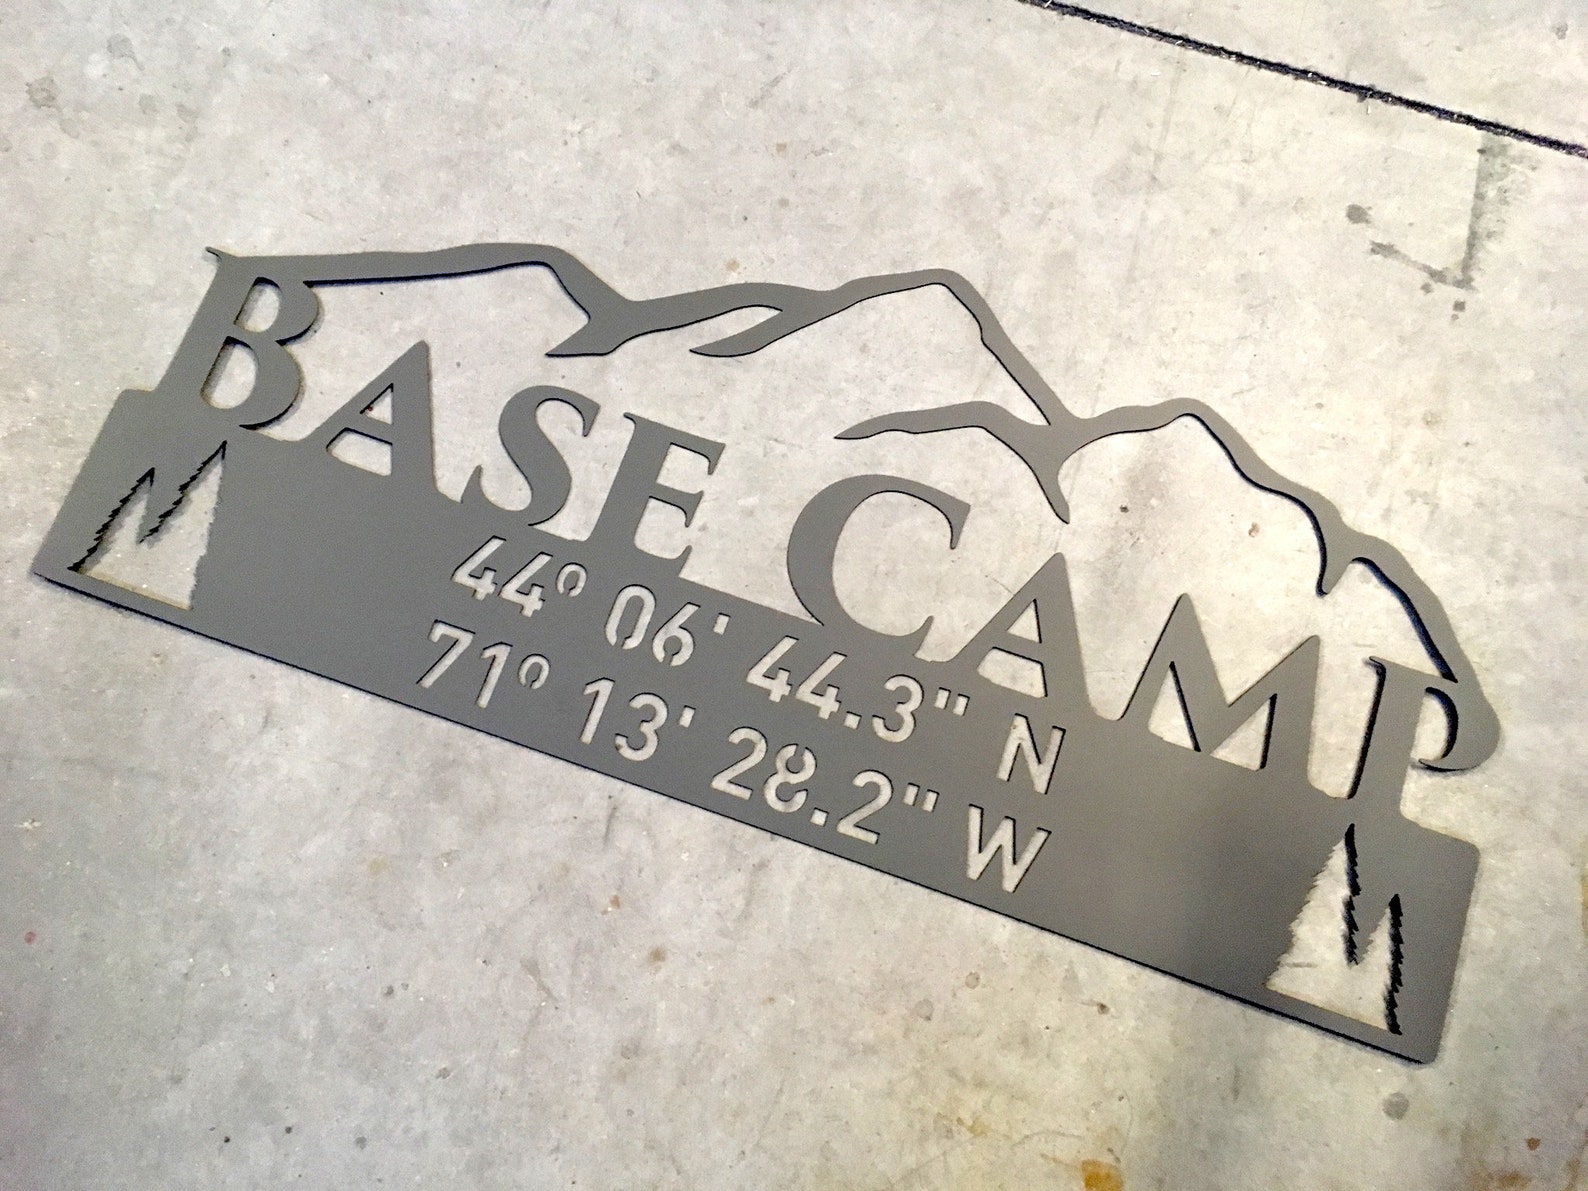 BASE CAMP
44° 06' 44.3" N
71° 13' 28.2" W